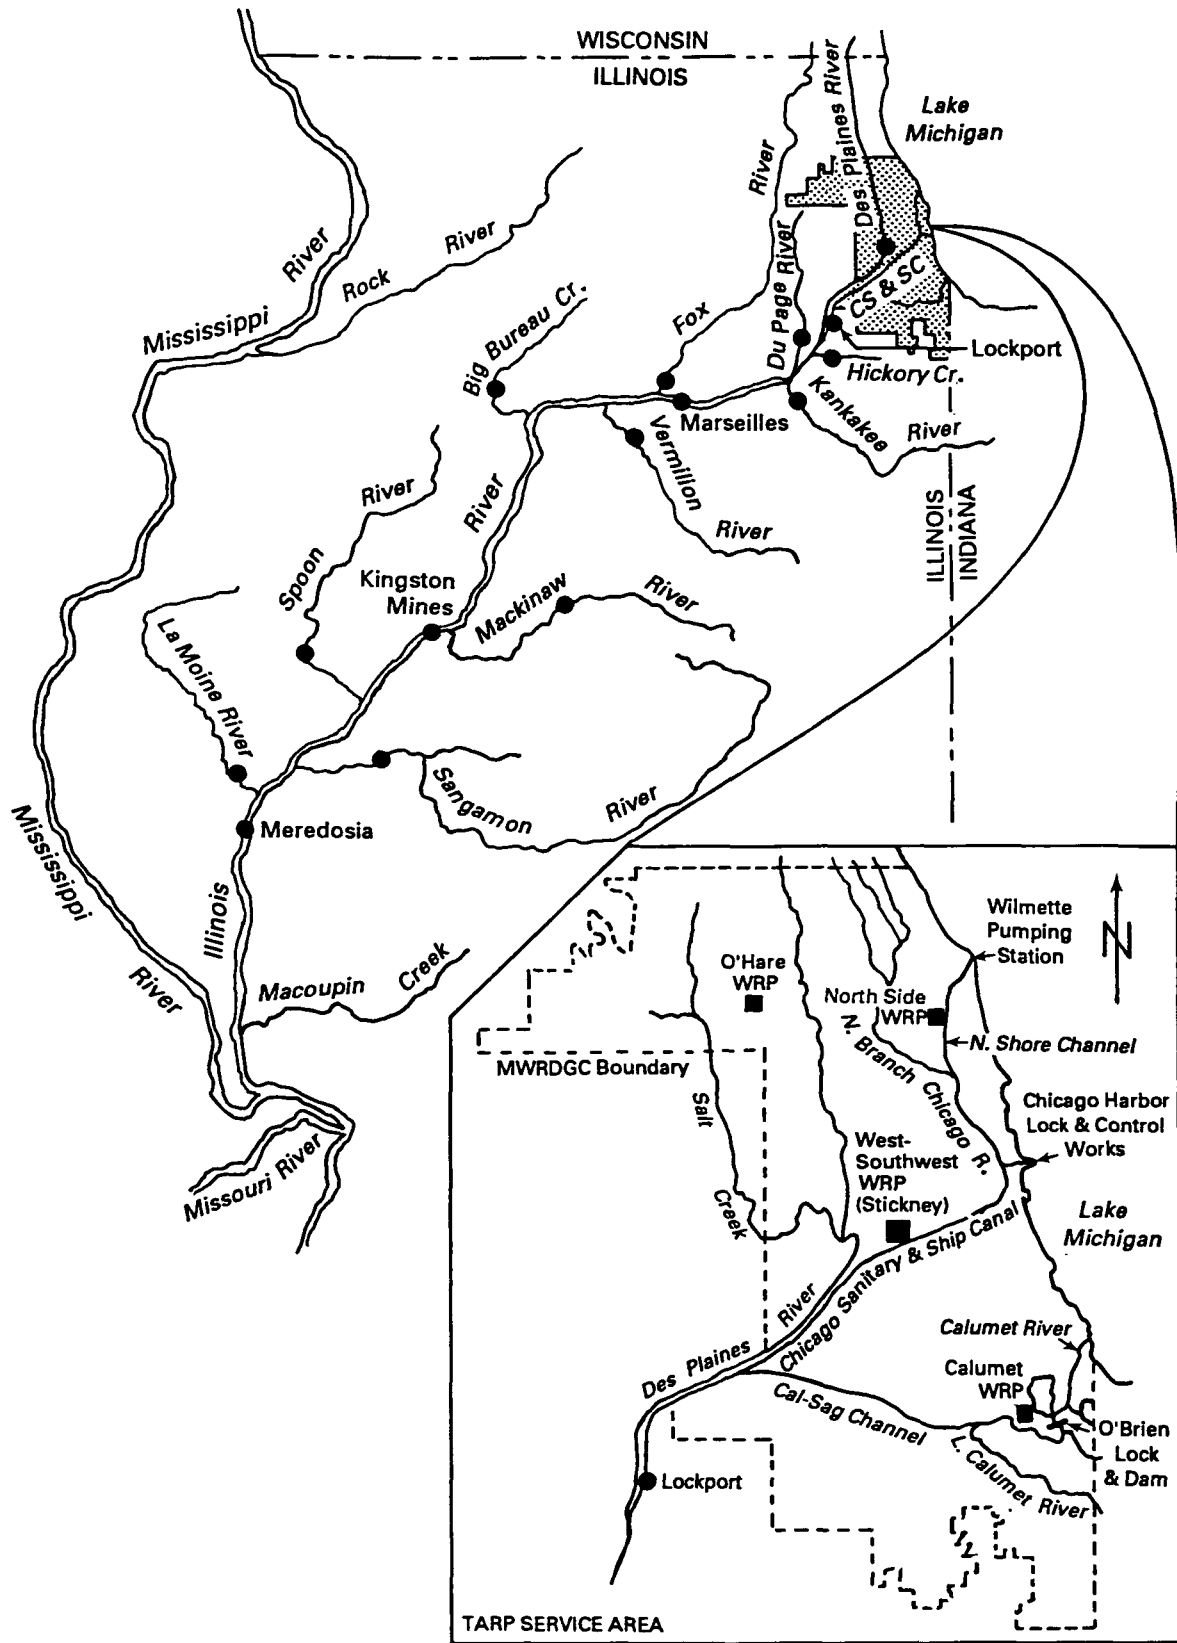 WISCONSIN
ILLINOIS
Lake
Michigan
Des Plaines River
River
Fox
Du Page River
CS & SC
Lockport
Hickory Cr.
Kankakee
River
Marseilles
Vermilion
River
ILLINOIS
INDIANA
Mississippi
River
Rock
River
Big Bureau Cr.
River
Spoon
River
Kingston
Mines
Mackinaw
River
La Moine River
Sangamon
River
Meredosia
Mississippi
River
Illinois
Macoupin
Creek
Missouri River
Wilmette
Pumping
Station
N
O'Hare
WRP
North Side
WRP
N. Shore Channel
MWRDGC Boundary
N. Branch Chicago R.
Chicago Harbor
Lock & Control
Works
Salt
Creek
West-
Southwest
WRP
(Stickney)
Lake
Michigan
Chicago Sanitary & Ship Canal
Des Plaines
River
Calumet River
Calumet
WRP
Cal-Sag Channel
O'Brien
Lock
& Dam
L. Calumet River
Lockport
TARP SERVICE AREA